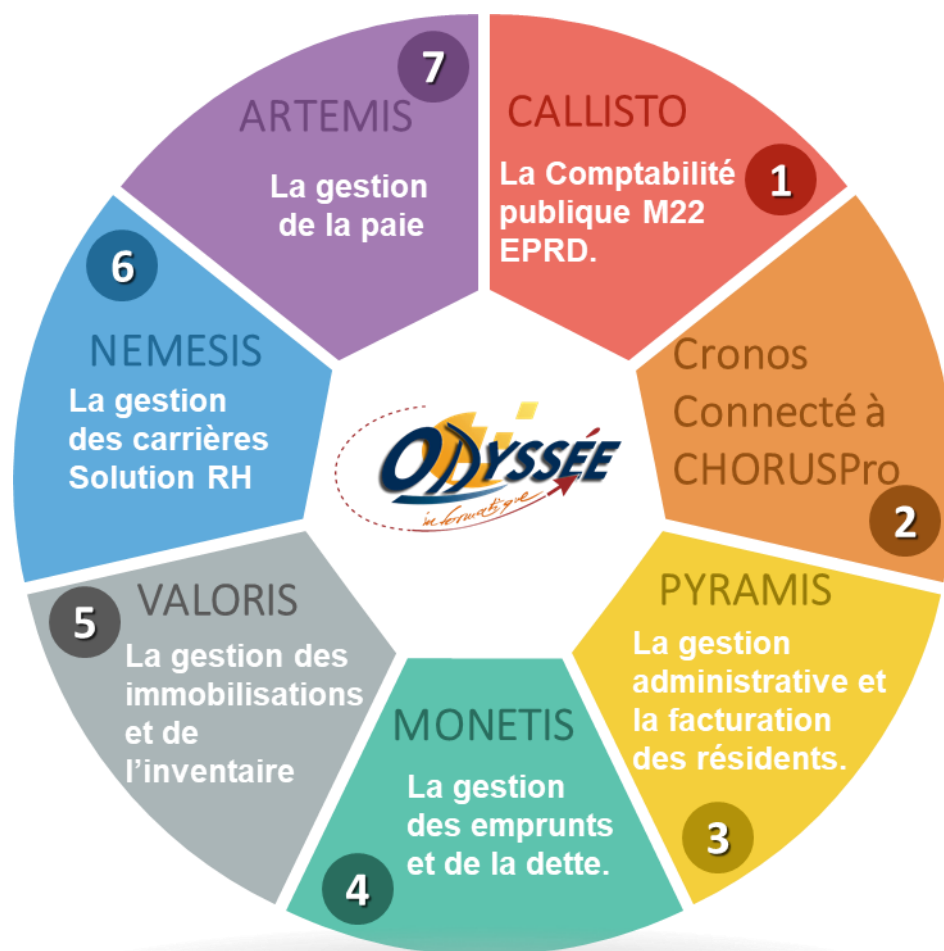 7
ARTEMIS
La gestion
de la paie
CALLISTO
1
La Comptabilité
publique M22
EPRD.
Cronos
Connecté à
CHORUSPro
2
PYRAMIS
La gestion
administrative et
la facturation
des résidents.
3
MONETIS
La gestion
des emprunts
et de la dette.
4
5
VALORIS
La gestion des
immobilisations
et de
l’inventaire
6
NEMESIS
La gestion
des carrières
Solution RH
ODYSSÉE
informatique